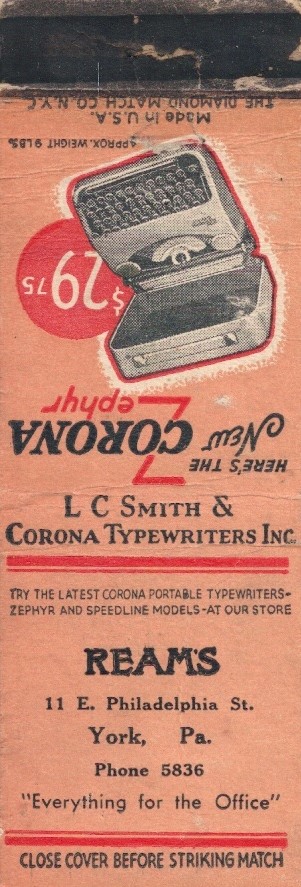 Made in U.S.A.
THE DIAMOND MATCH CO. N.Y.C.
HERE'S THE
New CORONA
Zephyr
$29 75
APPROX. WEIGHT 9 LBS.
L C SMITH &
CORONA TYPEWRITERS INC.
TRY THE LATEST CORONA PORTABLE TYPEWRITERS-
ZEPHYR AND SPEEDLINE MODELS-AT OUR STORE
REAM'S
11 E. Philadelphia St.
York, Pa.
Phone 5836
"Everything for the Office"
CLOSE COVER BEFORE STRIKING MATCH